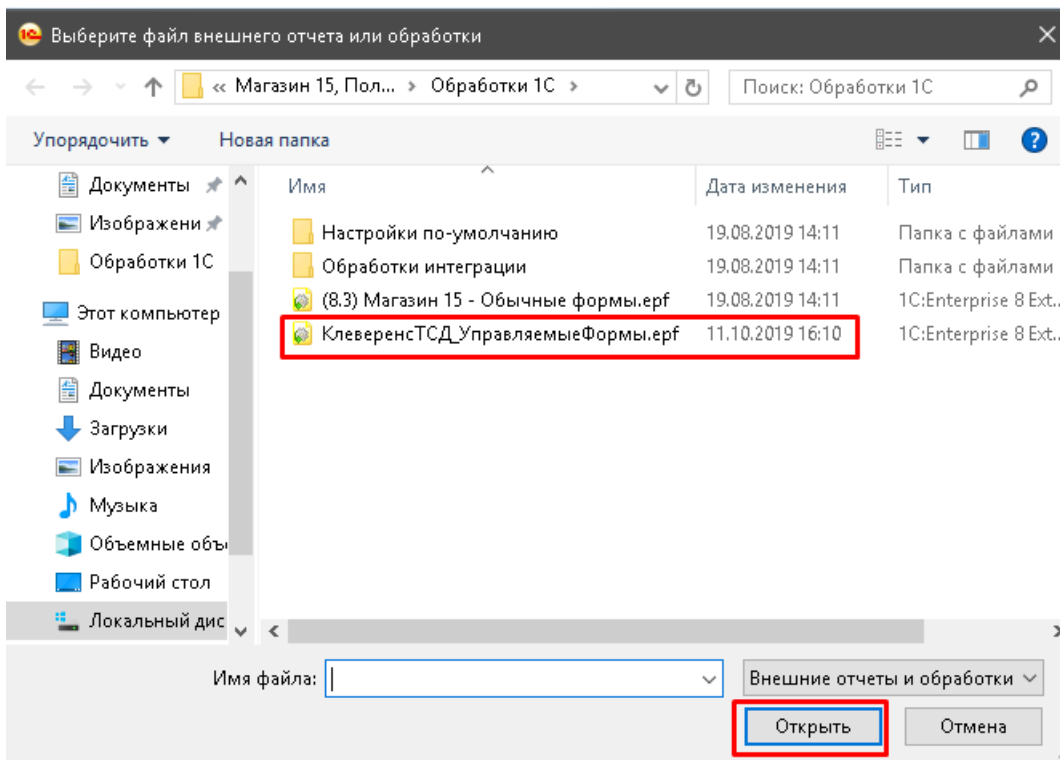 1С Выберите файл внешнего отчета или обработки
« Магазин 15, Пол... › Обработки 1С ›
Поиск: Обработки 1С
Упорядочить
Новая папка
Документы
Изображени
Обработки 1С
Этот компьютер
Видео
Документы
Загрузки
Изображения
Музыка
Объемные объ
Рабочий стол
Локальный дис
Имя Дата изменения Тип
Настройки по-умолчанию 19.08.2019 14:11 Папка с файлами
Обработки интеграции 19.08.2019 14:11 Папка с файлами
(8.3) Магазин 15 - Обычные формы.epf 19.08.2019 14:11 1C:Enterprise 8 Ext..
КлеверенсТСД_УправляемыеФормы.epf 11.10.2019 16:10 1C:Enterprise 8 Ext..
Имя файла:
Внешние отчеты и обработки
Открыть
Отмена